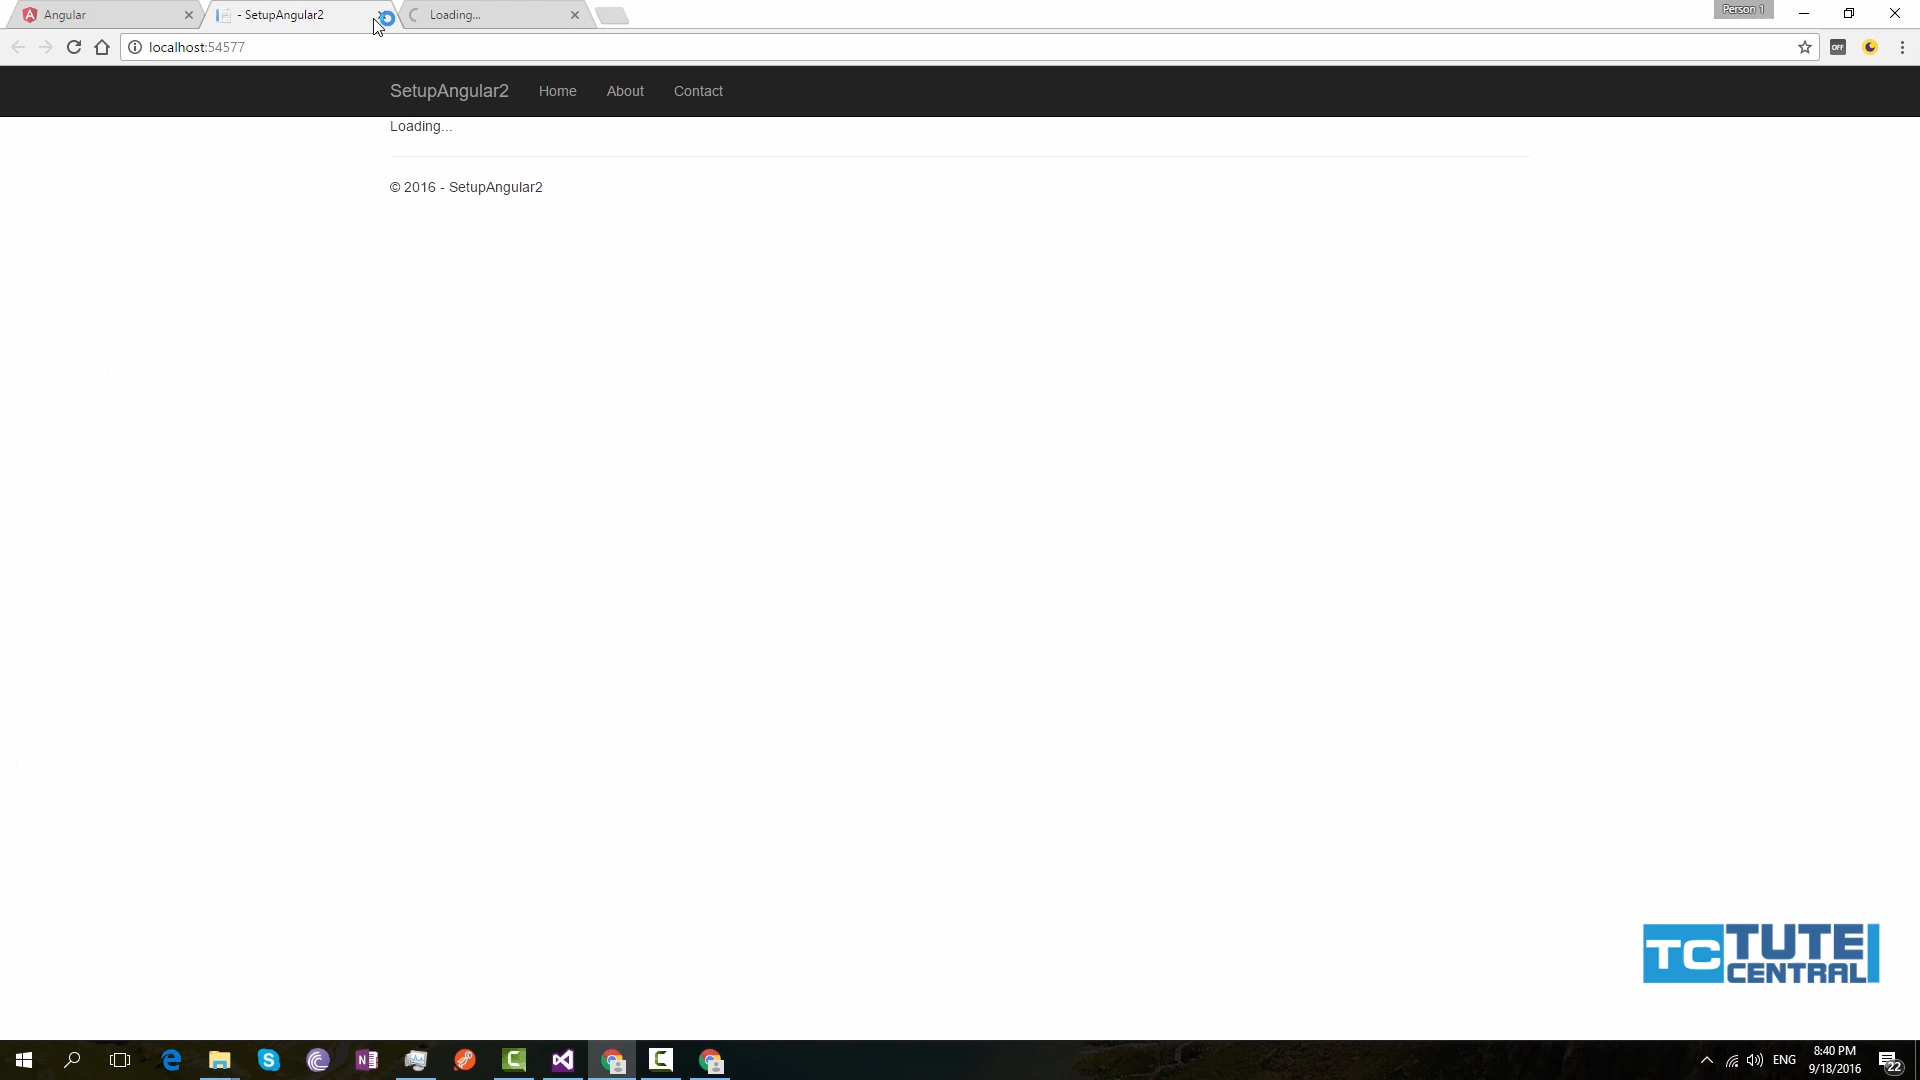 Angular
- SetupAngular2
Loading...
Person 1
localhost:54577
OFF
SetupAngular2
Home
About
Contact
Loading...
© 2016 - SetupAngular2
TC TUTE
CENTRAL
ENG
8:40 PM
9/18/2016
22